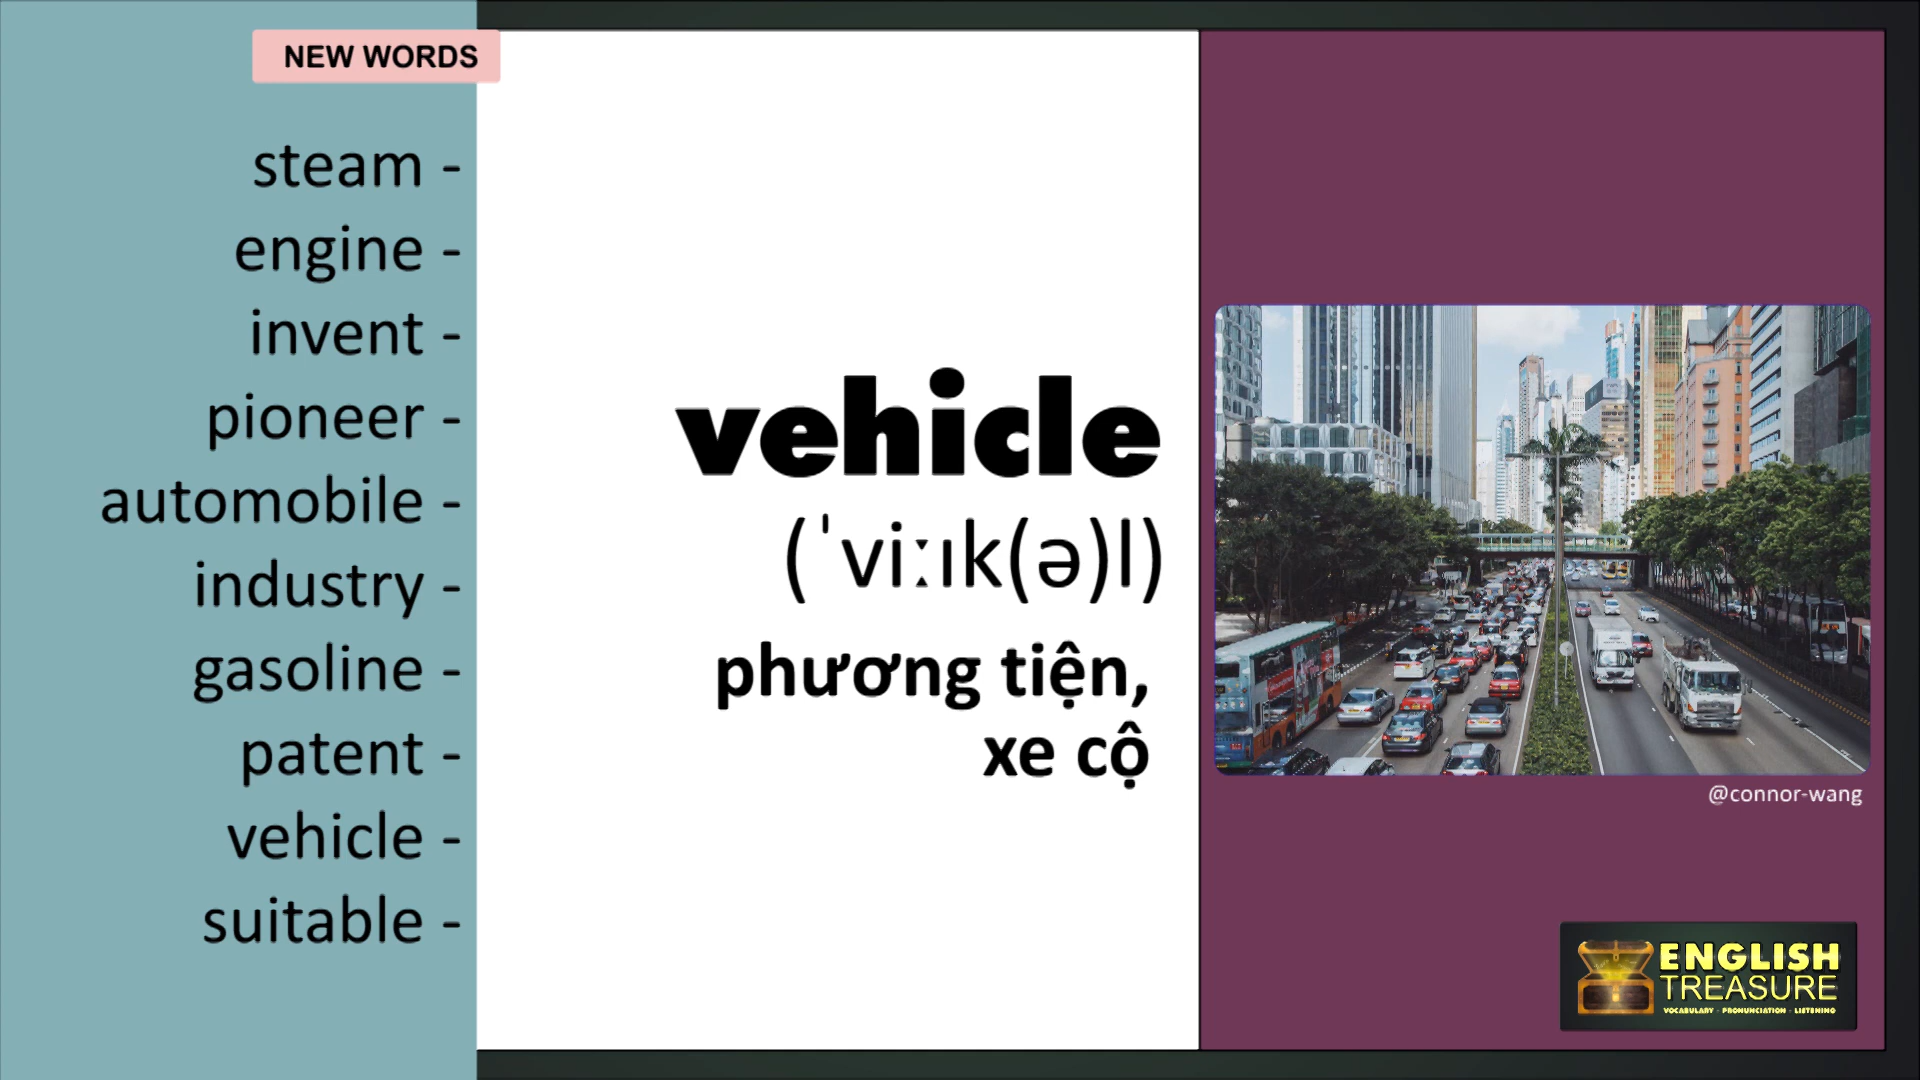 NEW WORDS
steam -
engine -
invent -
pioneer -
automobile -
industry -
gasoline -
patent -
vehicle -
suitable -
vehicle
(ˈviːɪk(ə)l)
phương tiện,
xe cộ
@connor-wang
ENGLISH
TREASURE
VOCABULARY - PRONUNCIATION - LISTENING